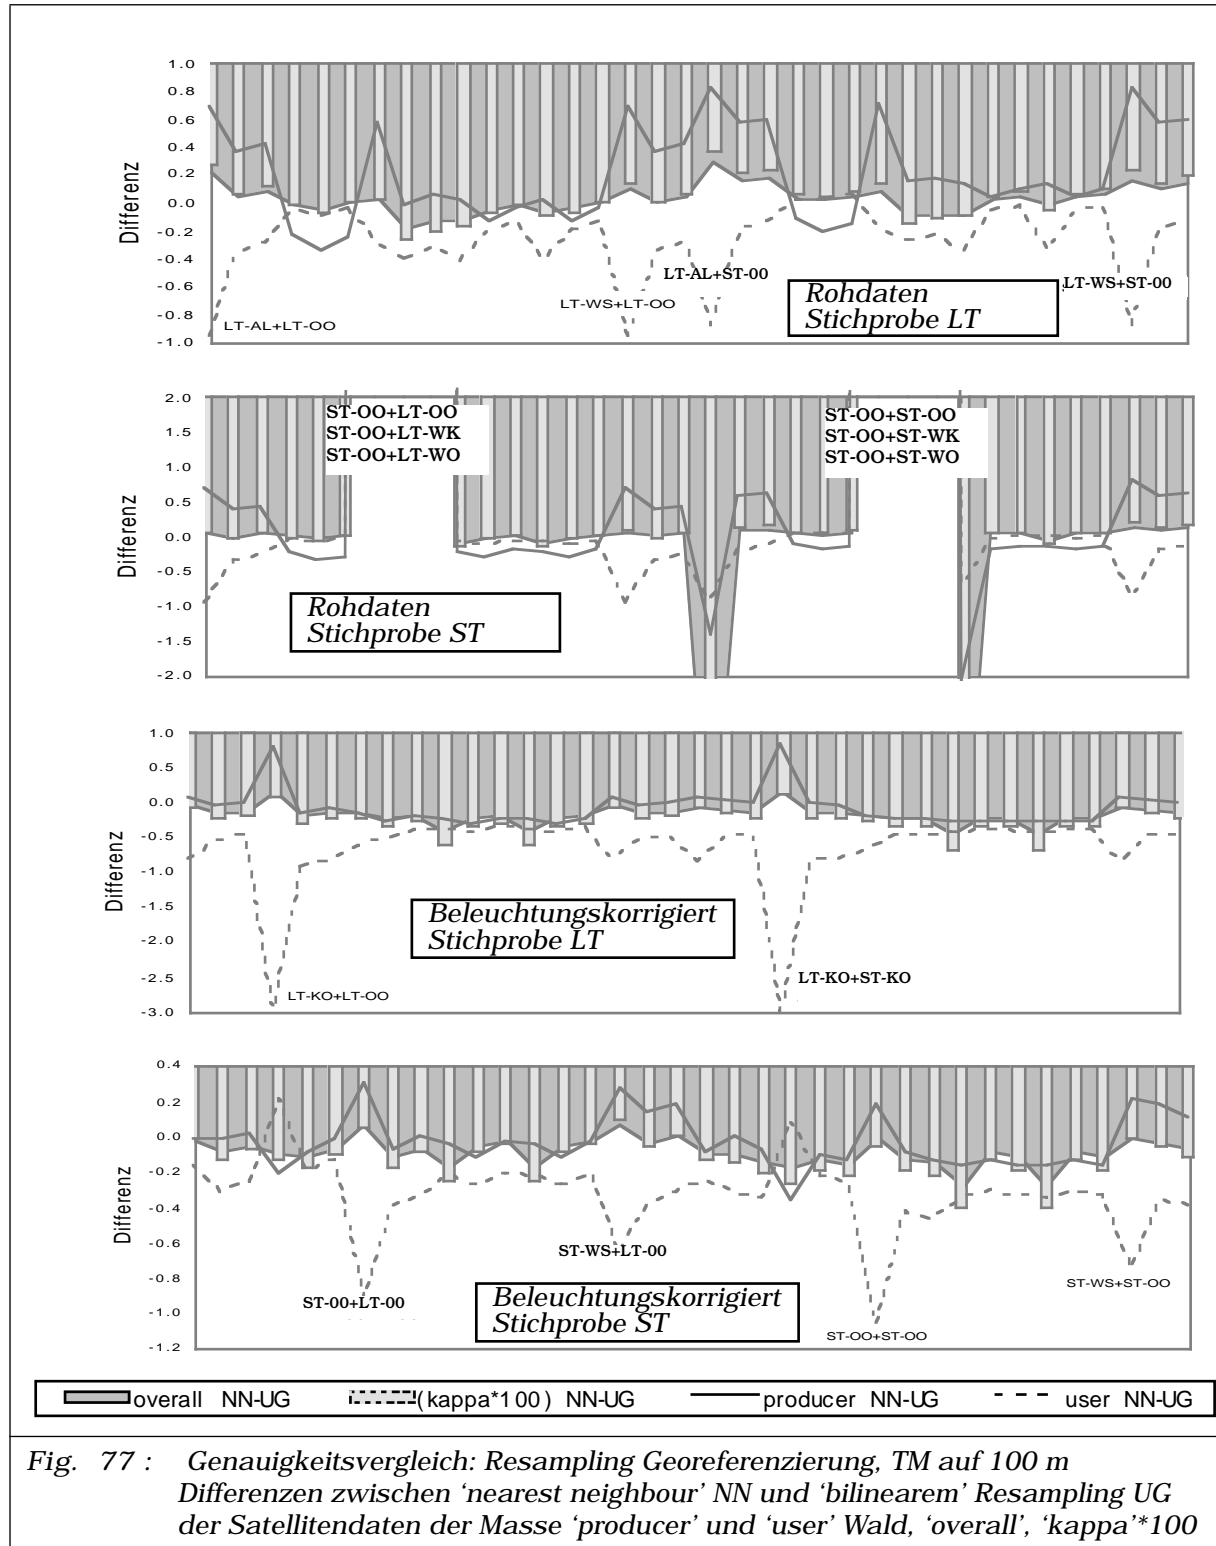 1.0
0.8
0.6
0.4
0.2
0.0
-0.2
-0.4
-0.6
-0.8
-1.0
Differenz
LT-AL+LT-OO
LT-WS+LT-OO
LT-AL+ST-00
LT-WS+ST-00
Rohdaten
Stichprobe LT
2.0
1.5
1.0
0.5
0.0
-0.5
-1.0
-1.5
-2.0
Differenz
ST-OO+LT-OO
ST-OO+LT-WK
ST-OO+LT-WO
ST-OO+ST-OO
ST-OO+ST-WK
ST-OO+ST-WO
Rohdaten
Stichprobe ST
1.0
0.5
0.0
-0.5
-1.0
-1.5
-2.0
-2.5
-3.0
Differenz
Beleuchtungskorrigiert
Stichprobe LT
LT-KO+LT-OO
LT-KO+ST-KO
0.4
0.2
0.0
-0.2
-0.4
-0.6
-0.8
-1.0
-1.2
Differenz
ST-00+LT-00
ST-WS+LT-00
ST-OO+ST-OO
ST-WS+ST-OO
Beleuchtungskorrigiert
Stichprobe ST
overall NN-UG (kappa*100) NN-UG producer NN-UG user NN-UG
Fig. 77 : Genauigkeitsvergleich: Resampling Georeferenzierung, TM auf 100 m
Differenzen zwischen ‘nearest neighbour’ NN und ‘bilinearem’ Resampling UG
der Satellitendaten der Masse ‘producer’ und ‘user’ Wald, ‘overall’, ‘kappa’*100